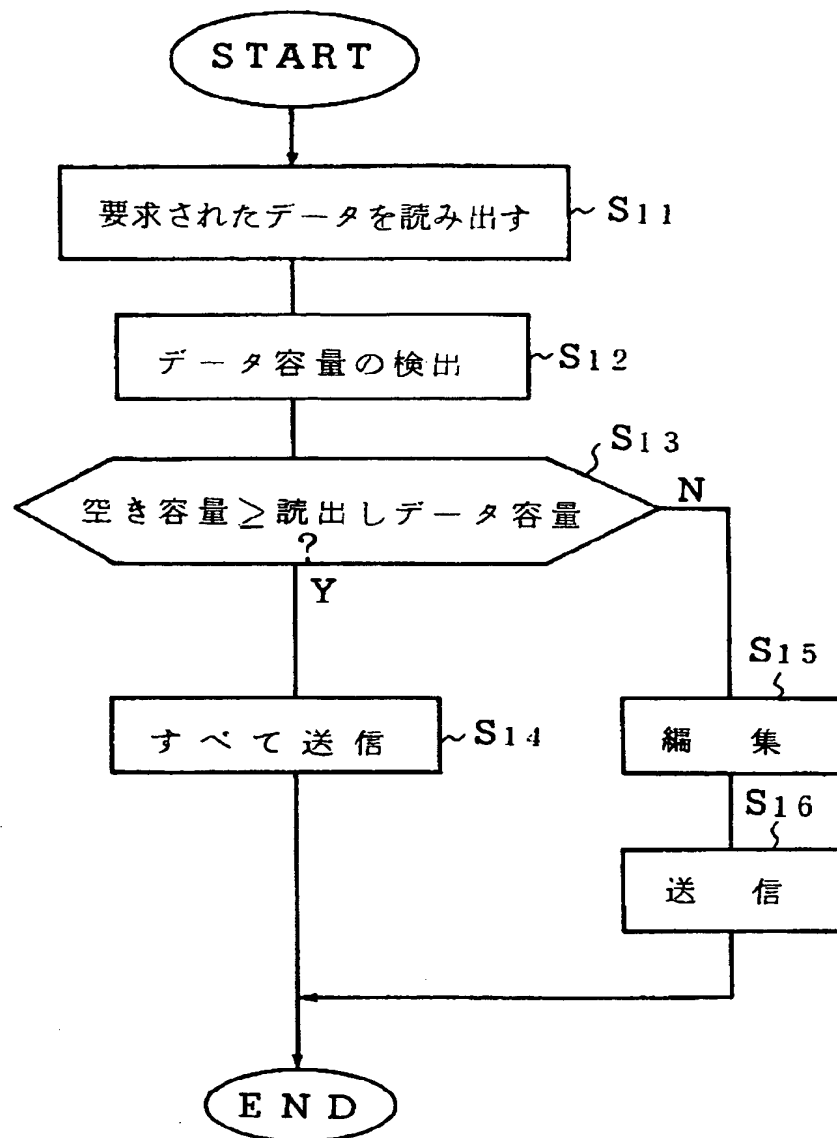 START
要求されたデータを読み出す
S11
データ容量の検出
S12
S13
空き容量≧読出しデータ容量
?
N
Y
S15
すべて送信
S14
編集
S16
送信
END